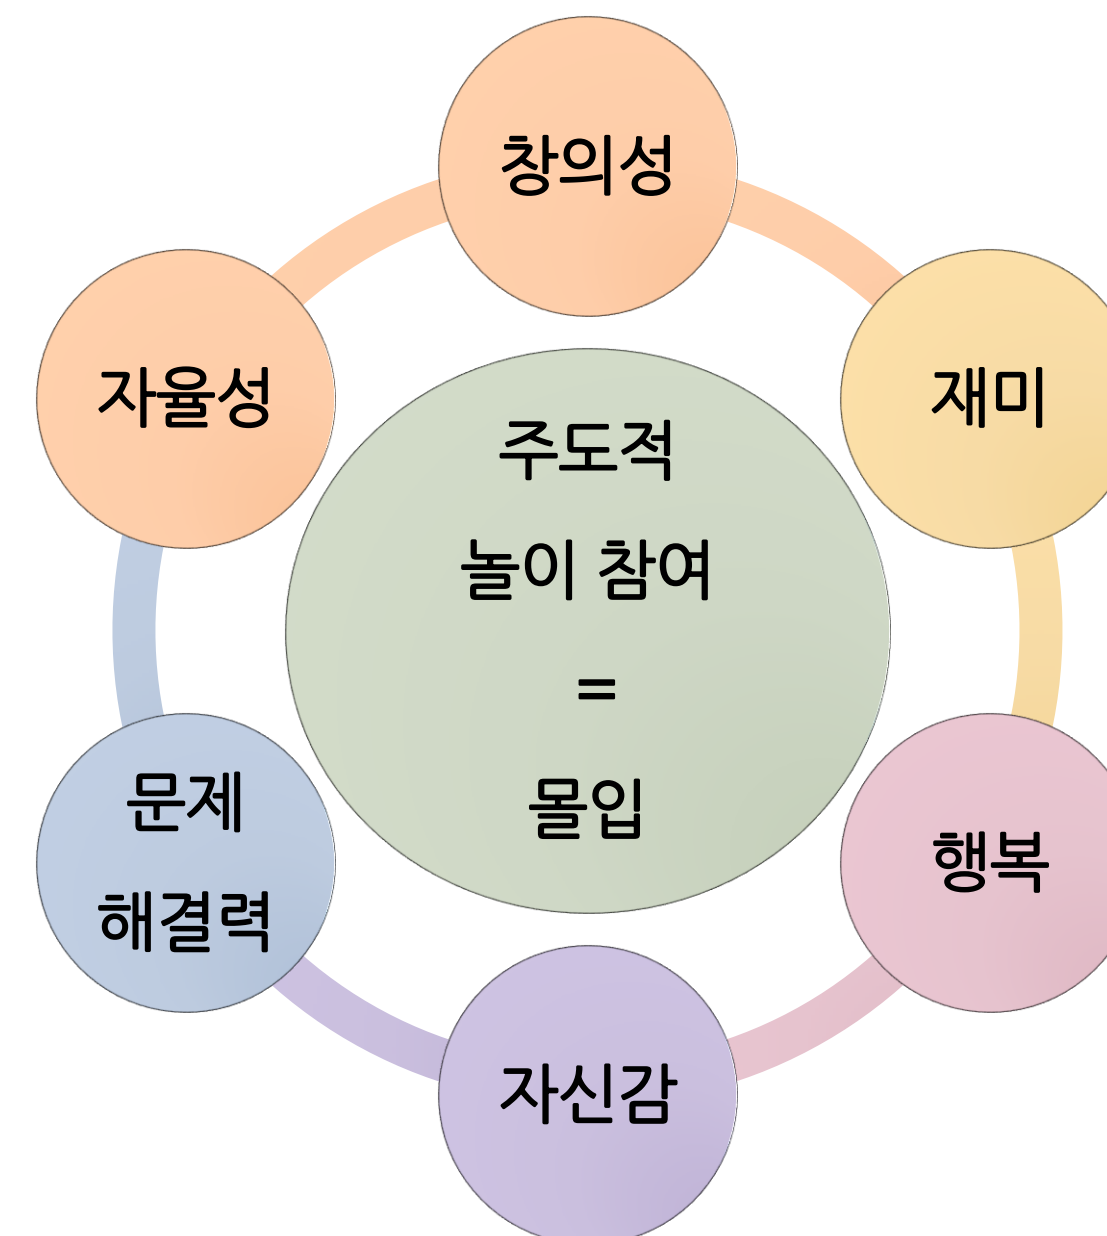 창의성
재미
행복
자신감
문제
해결력
자율성
주도적
놀이 참여
=
몰입